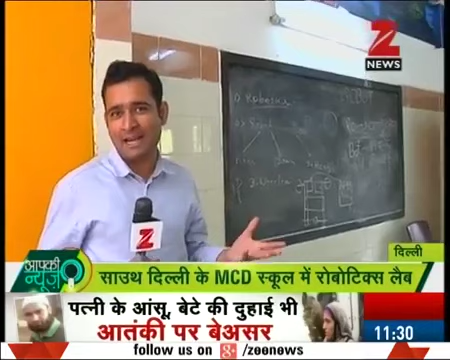 Z
NEWS
Z
दिल्ली
आपकी
न्यूज़
साउथ दिल्ली के MCD स्कूल में रोबोटिक्स लैब
पत्नी के आंसू, बेटे की दुहाई भी
आतंकी पर बेअसर
11:30
follow us on g+ /zeenews